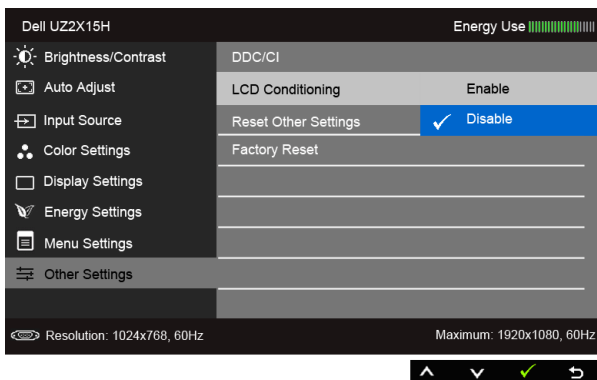 Dell UZ2X15H Energy Use
Brightness/Contrast DDC/CI
Auto Adjust LCD Conditioning Enable
Input Source Reset Other Settings Disable
Color Settings Factory Reset
Display Settings
Energy Settings
Menu Settings
Other Settings
Resolution: 1024x768, 60Hz Maximum: 1920x1080, 60Hz